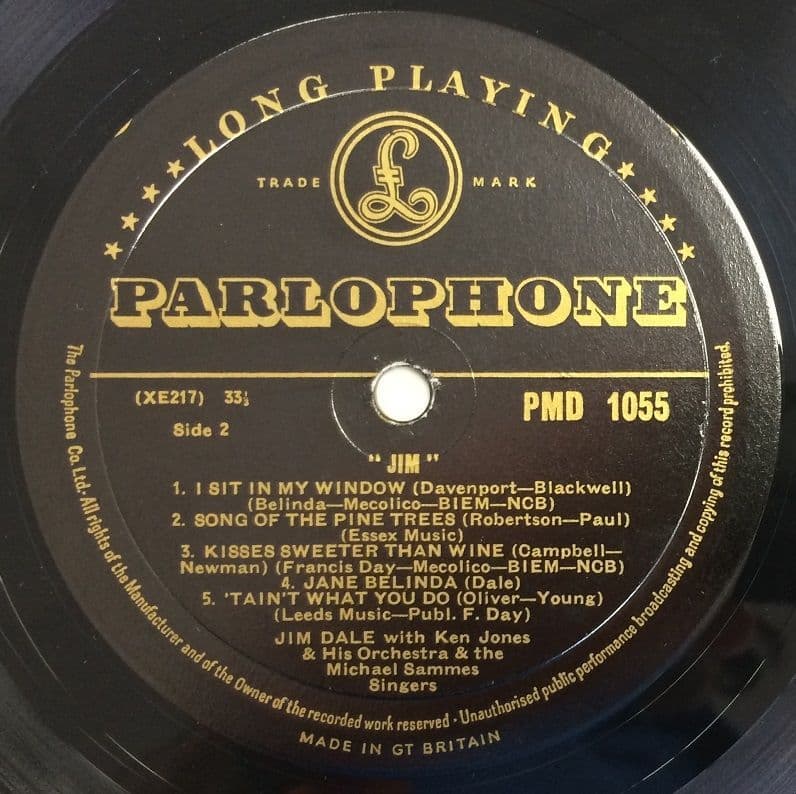 LONG PLAYING
TRADE £ MARK
PARLOPHONE
(XE217) 33⅓
PMD 1055
Side 2
"JIM"
1. I SIT IN MY WINDOW (Davenport—Blackwell)
(Belinda—Mecolico—BIEM—NCB)
2. SONG OF THE PINE TREES (Robertson—Paul)
(Essex Music)
3. KISSES SWEETER THAN WINE (Campbell—
Newman) (Francis Day—Mecolico—BIEM—NCB)
4. JANE BELINDA (Dale)
5. 'TAIN'T WHAT YOU DO (Oliver—Young)
(Leeds Music—Publ. F. Day)
JIM DALE with Ken Jones
& His Orchestra & the
Michael Sammes
Singers
The Parlophone Co. Ltd. All rights of the Manufacturer and of the Owner of the recorded work reserved · Unauthorised public performance broadcasting and copying of this record prohibited.
MADE IN GT BRITAIN